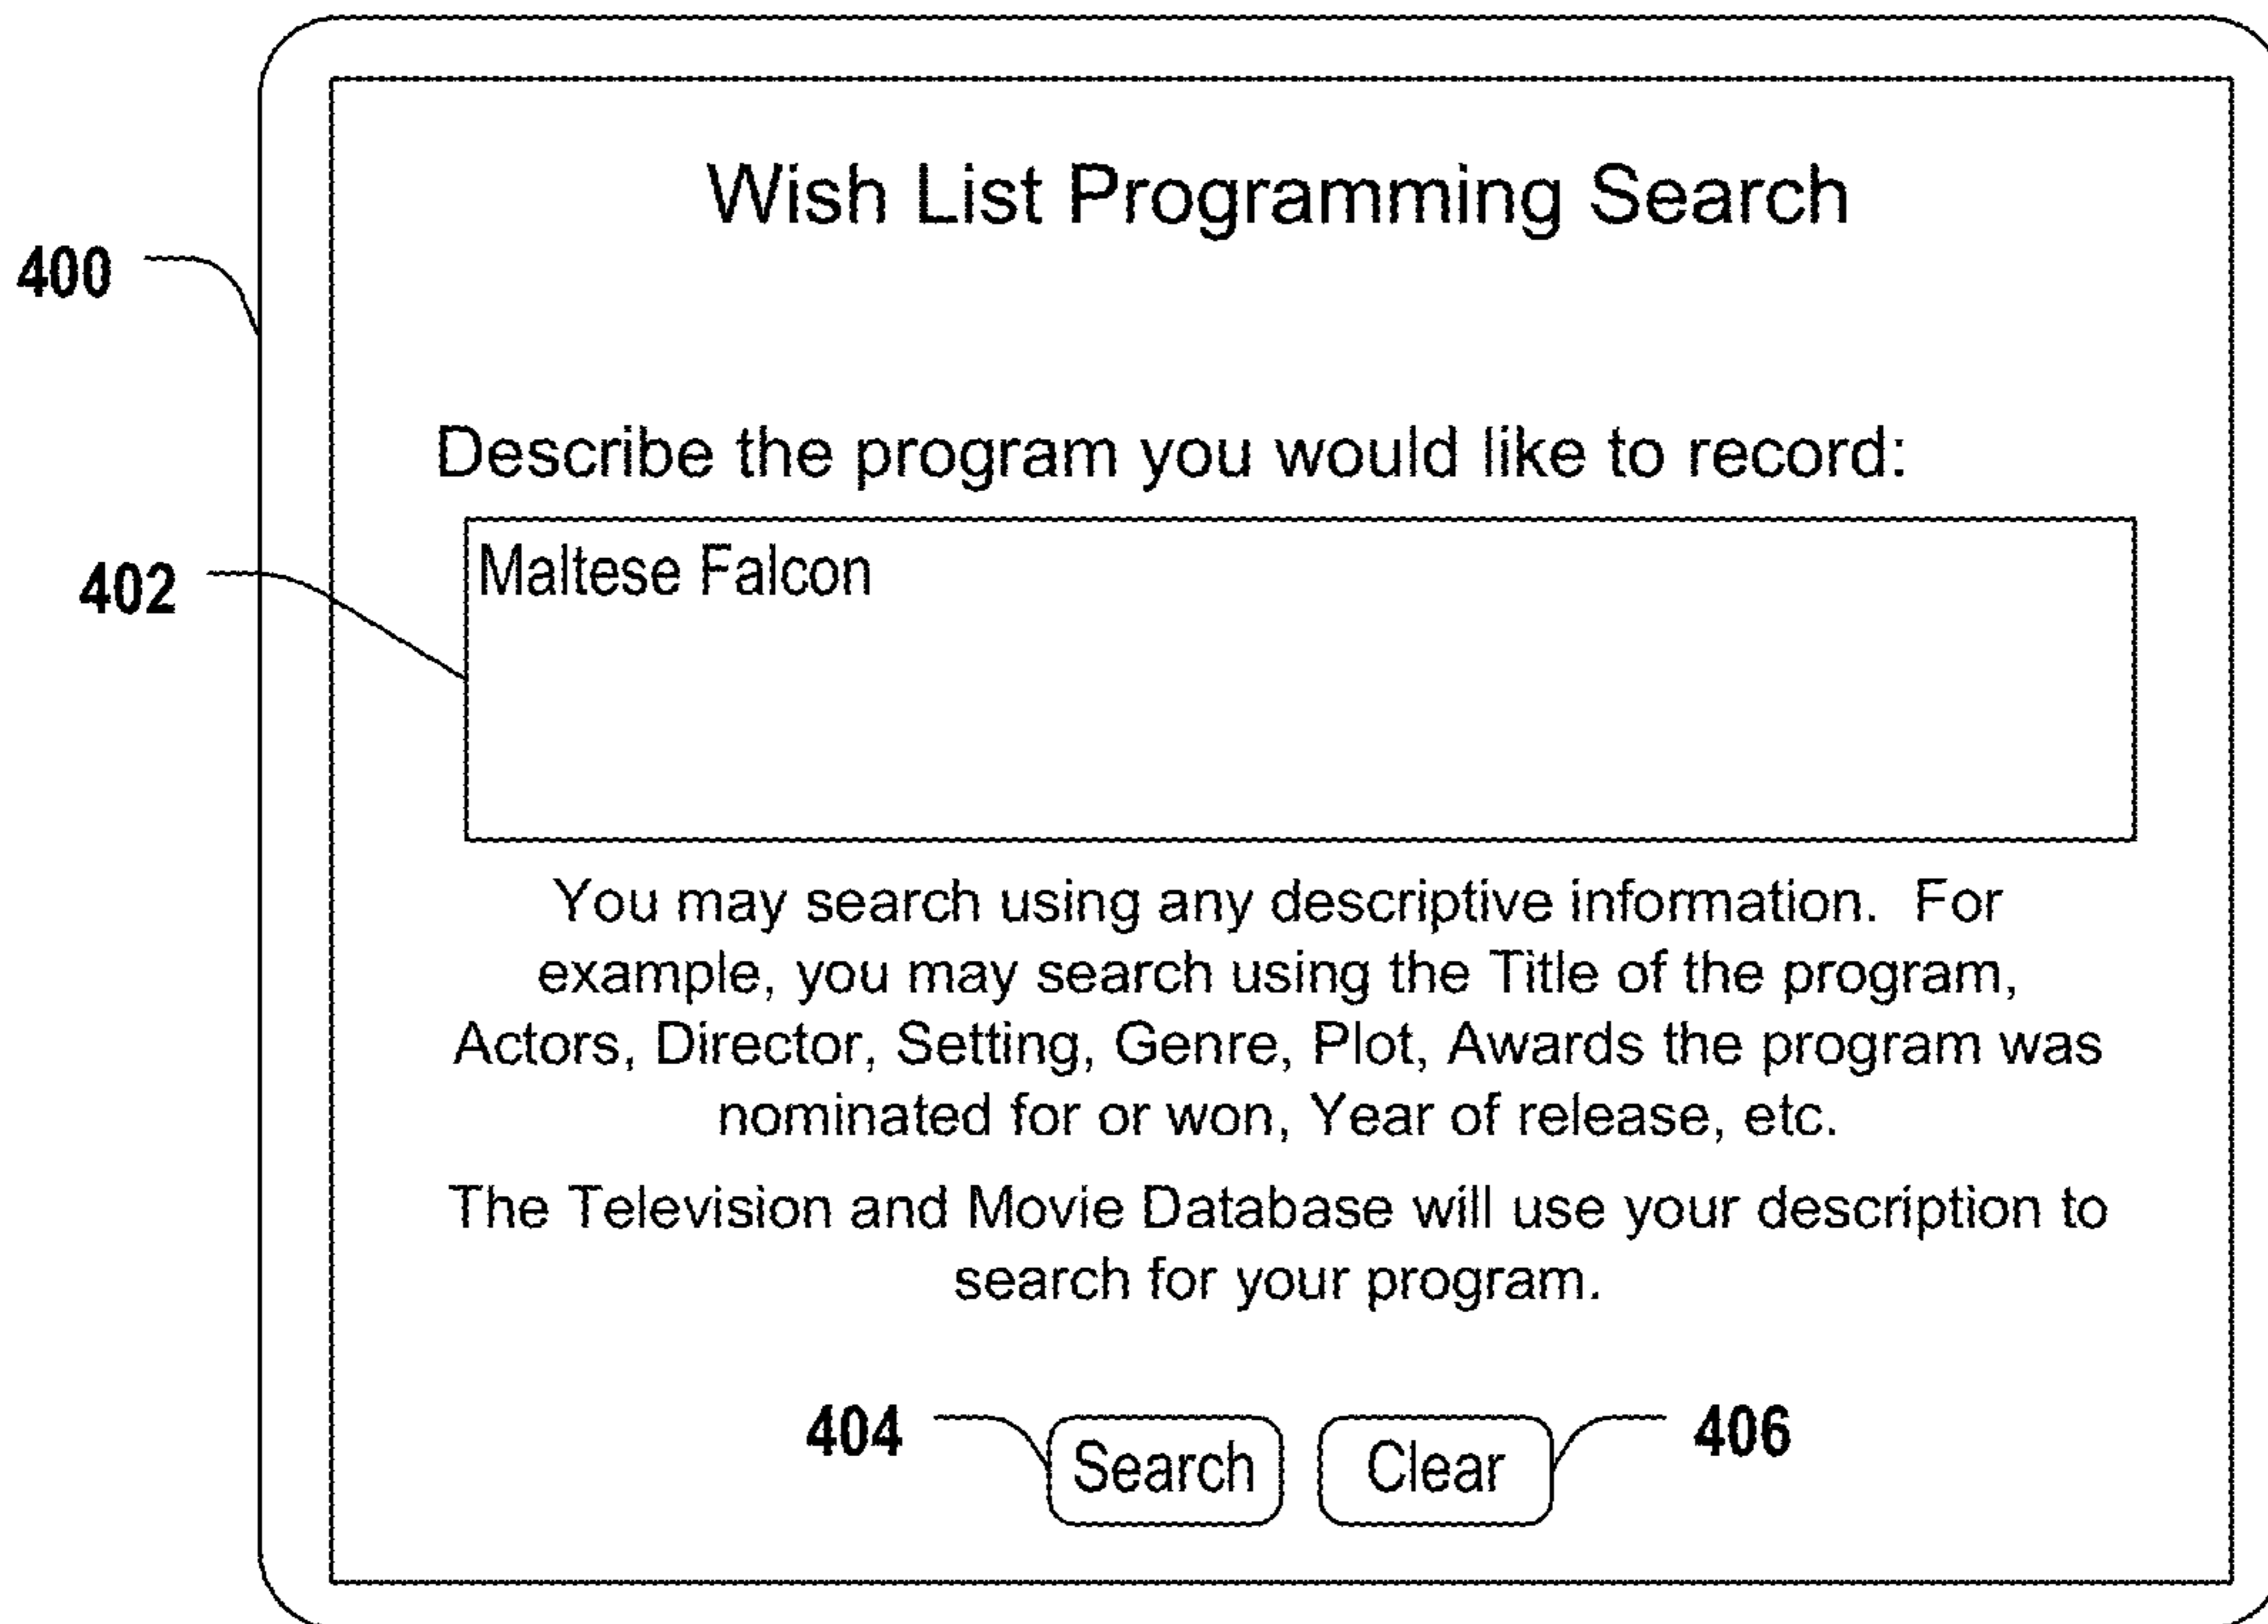 Wish List Programming Search
400
Describe the program you would like to record:
402
Maltese Falcon
You may search using any descriptive information.  For
example, you may search using the Title of the program,
Actors, Director, Setting, Genre, Plot, Awards the program was
nominated for or won, Year of release, etc.
The Television and Movie Database will use your description to
search for your program.
404
Search
Clear
406